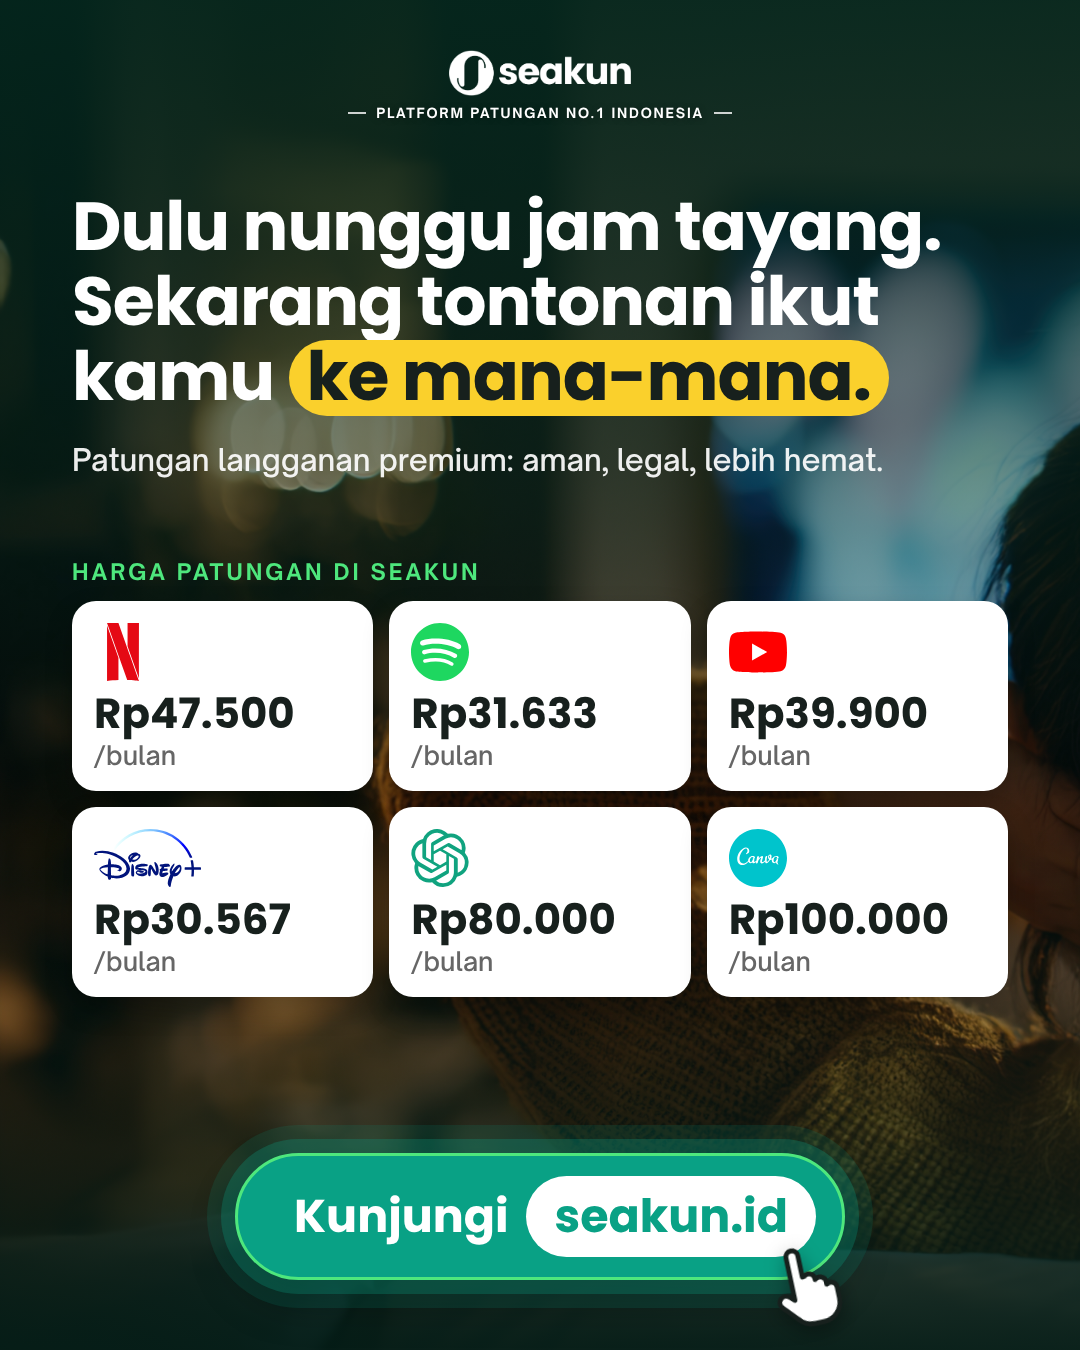 seakun
PLATFORM PATUNGAN NO.1 INDONESIA
Dulu nunggu jam tayang.
Sekarang tontonan ikut
kamu ke mana-mana.
Patungan langganan premium: aman, legal, lebih hemat.
HARGA PATUNGAN DI SEAKUN
Rp47.500
/bulan
Rp31.633
/bulan
Rp39.900
/bulan
Disney+
Rp30.567
/bulan
Rp80.000
/bulan
Canva
Rp100.000
/bulan
Kunjungi seakun.id